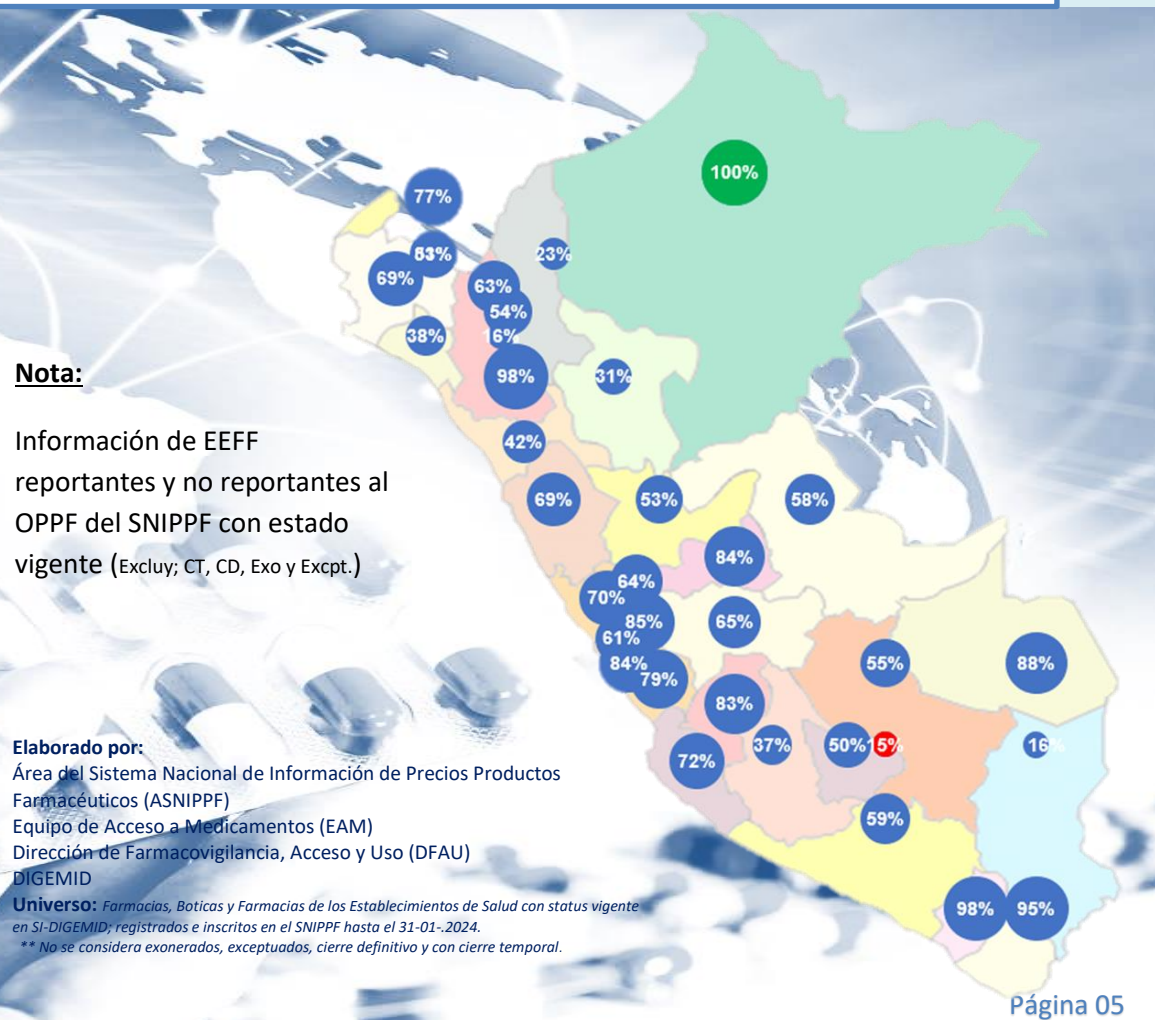 100%
77%
63%
23%
69%
63%
54%
38%
16%
98%
31%
42%
69%
53%
58%
84%
64%
70%
85%
65%
61%
84%
79%
55%
88%
83%
37%
50%
15%
16%
72%
59%
98%
95%
Nota:
Información de EEFF
reportantes y no reportantes al
OPPF del SNIPPF con estado
vigente (Excluy; CT, CD, Exo y Excpt.)
Elaborado por:
Área del Sistema Nacional de Información de Precios Productos
Farmacéuticos (ASNIPPF)
Equipo de Acceso a Medicamentos (EAM)
Dirección de Farmacovigilancia, Acceso y Uso (DFAU)
DIGEMID
Universo: Farmacias, Boticas y Farmacias de los Establecimientos de Salud con status vigente
en SI-DIGEMID; registrados e inscritos en el SNIPPF hasta el 31-01-.2024.
** No se considera exonerados, exceptuados, cierre definitivo y con cierre temporal.
Página 05